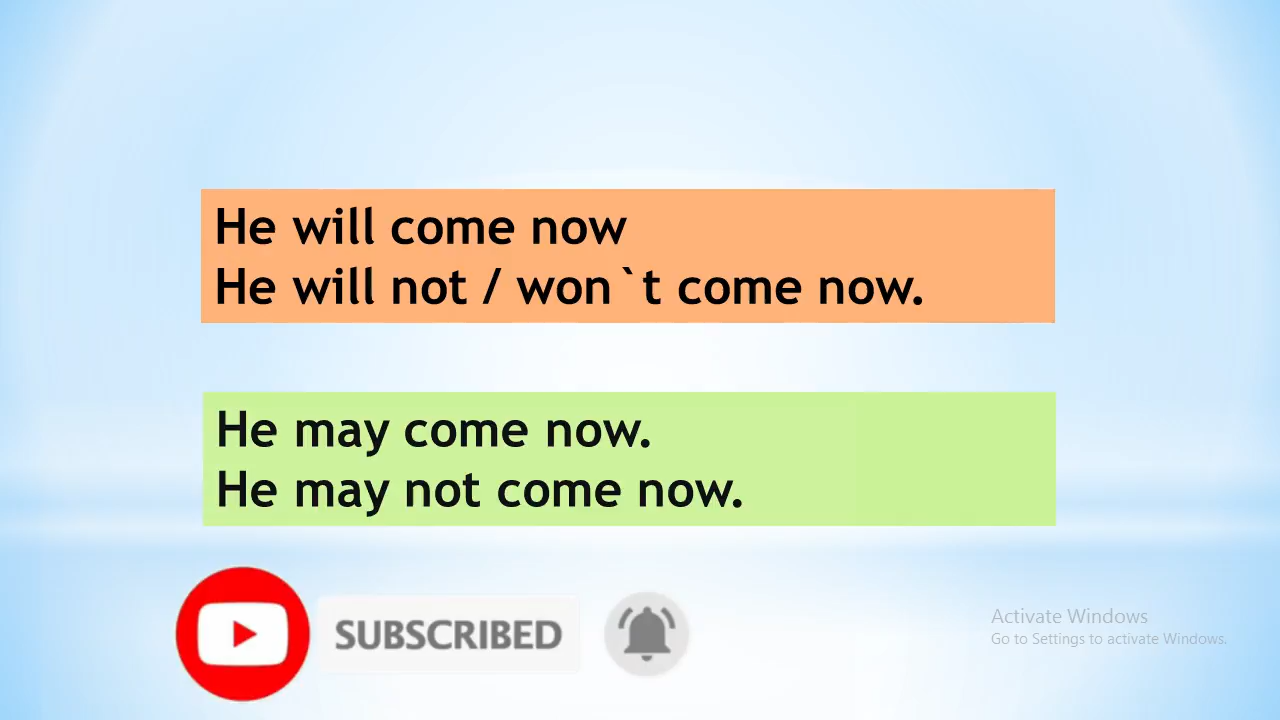 He will come now
He will not / won`t come now.
He may come now.
He may not come now.
SUBSCRIBED
Activate Windows
Go to Settings to activate Windows.